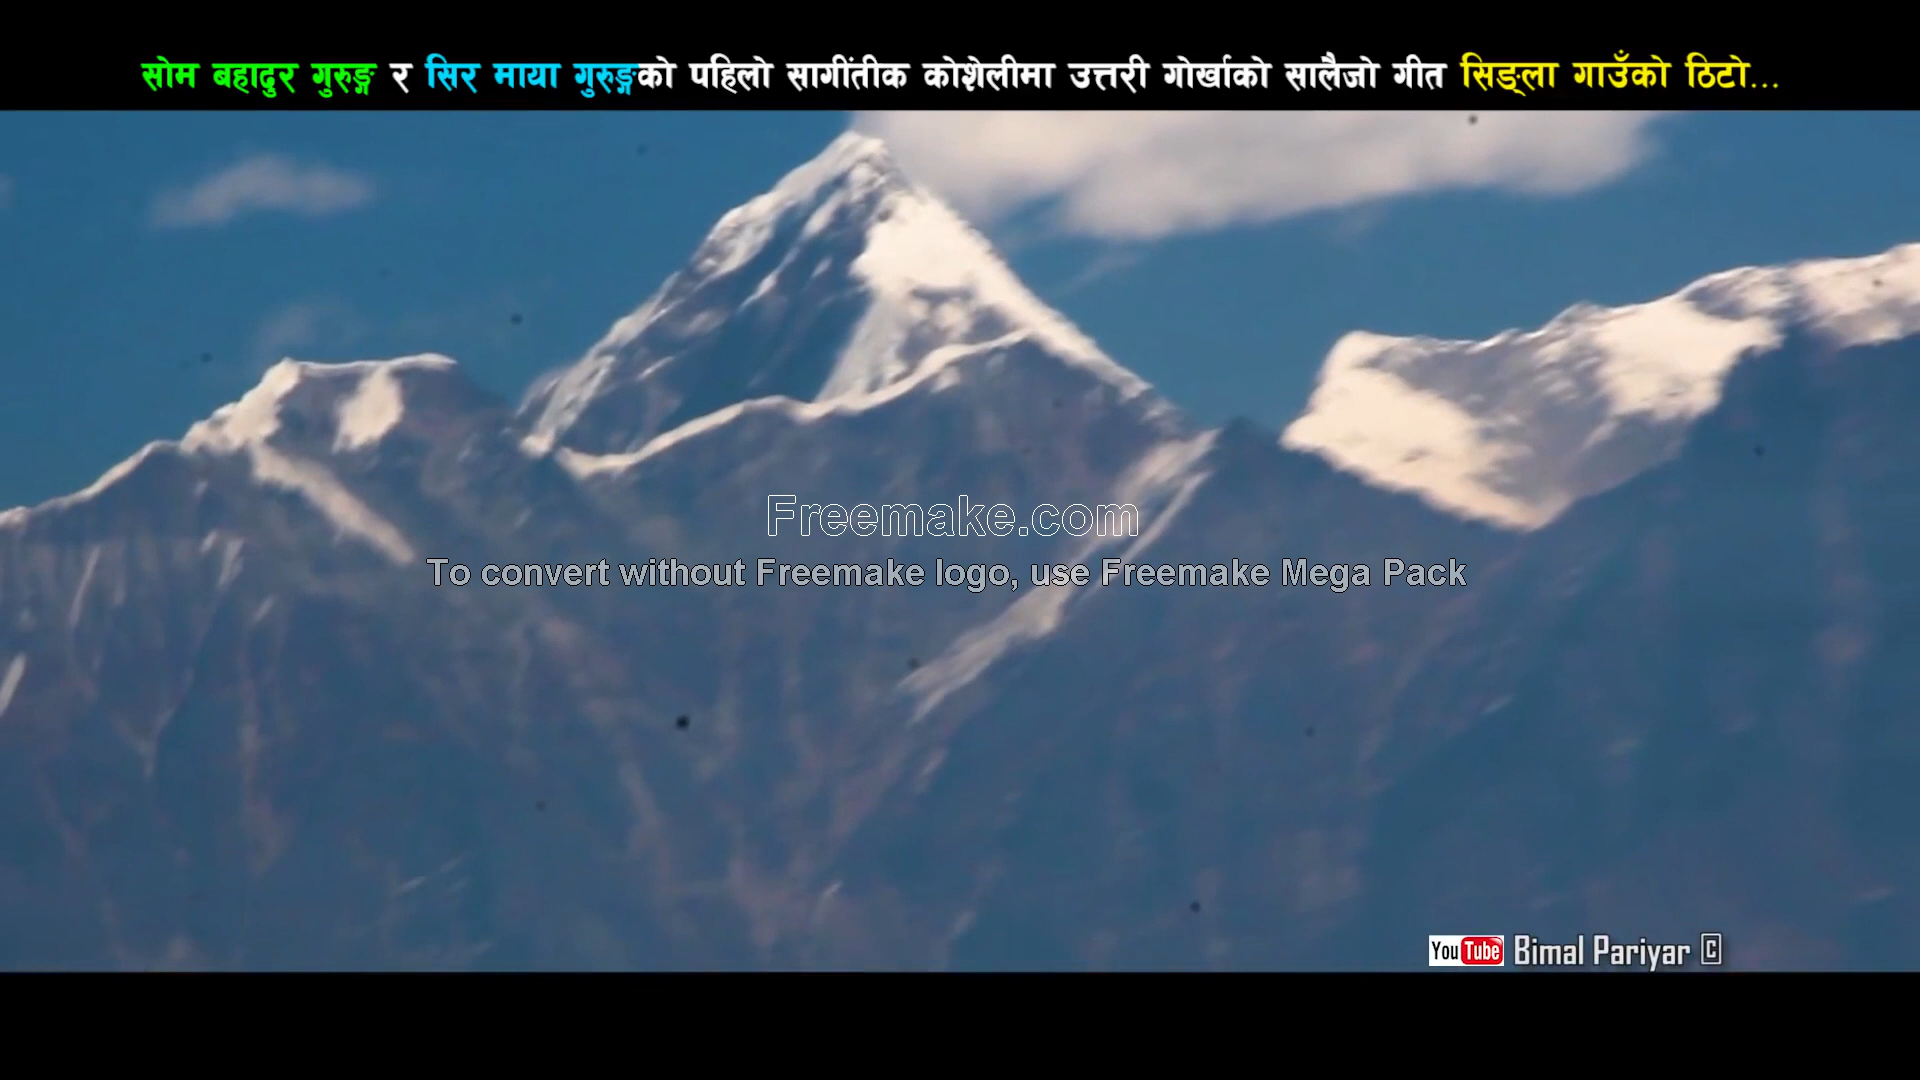 सोम बहादुर गुरुङ्ग र सिर माया गुरुङ्गको पहिलो सागींतीक कोशेलीमा उत्तरी गोर्खाको सालैजो गीत सिङ्ला गाउँको ठिटो...
Freemake.com
To convert without Freemake logo, use Freemake Mega Pack
YouTube Bimal Pariyar ©